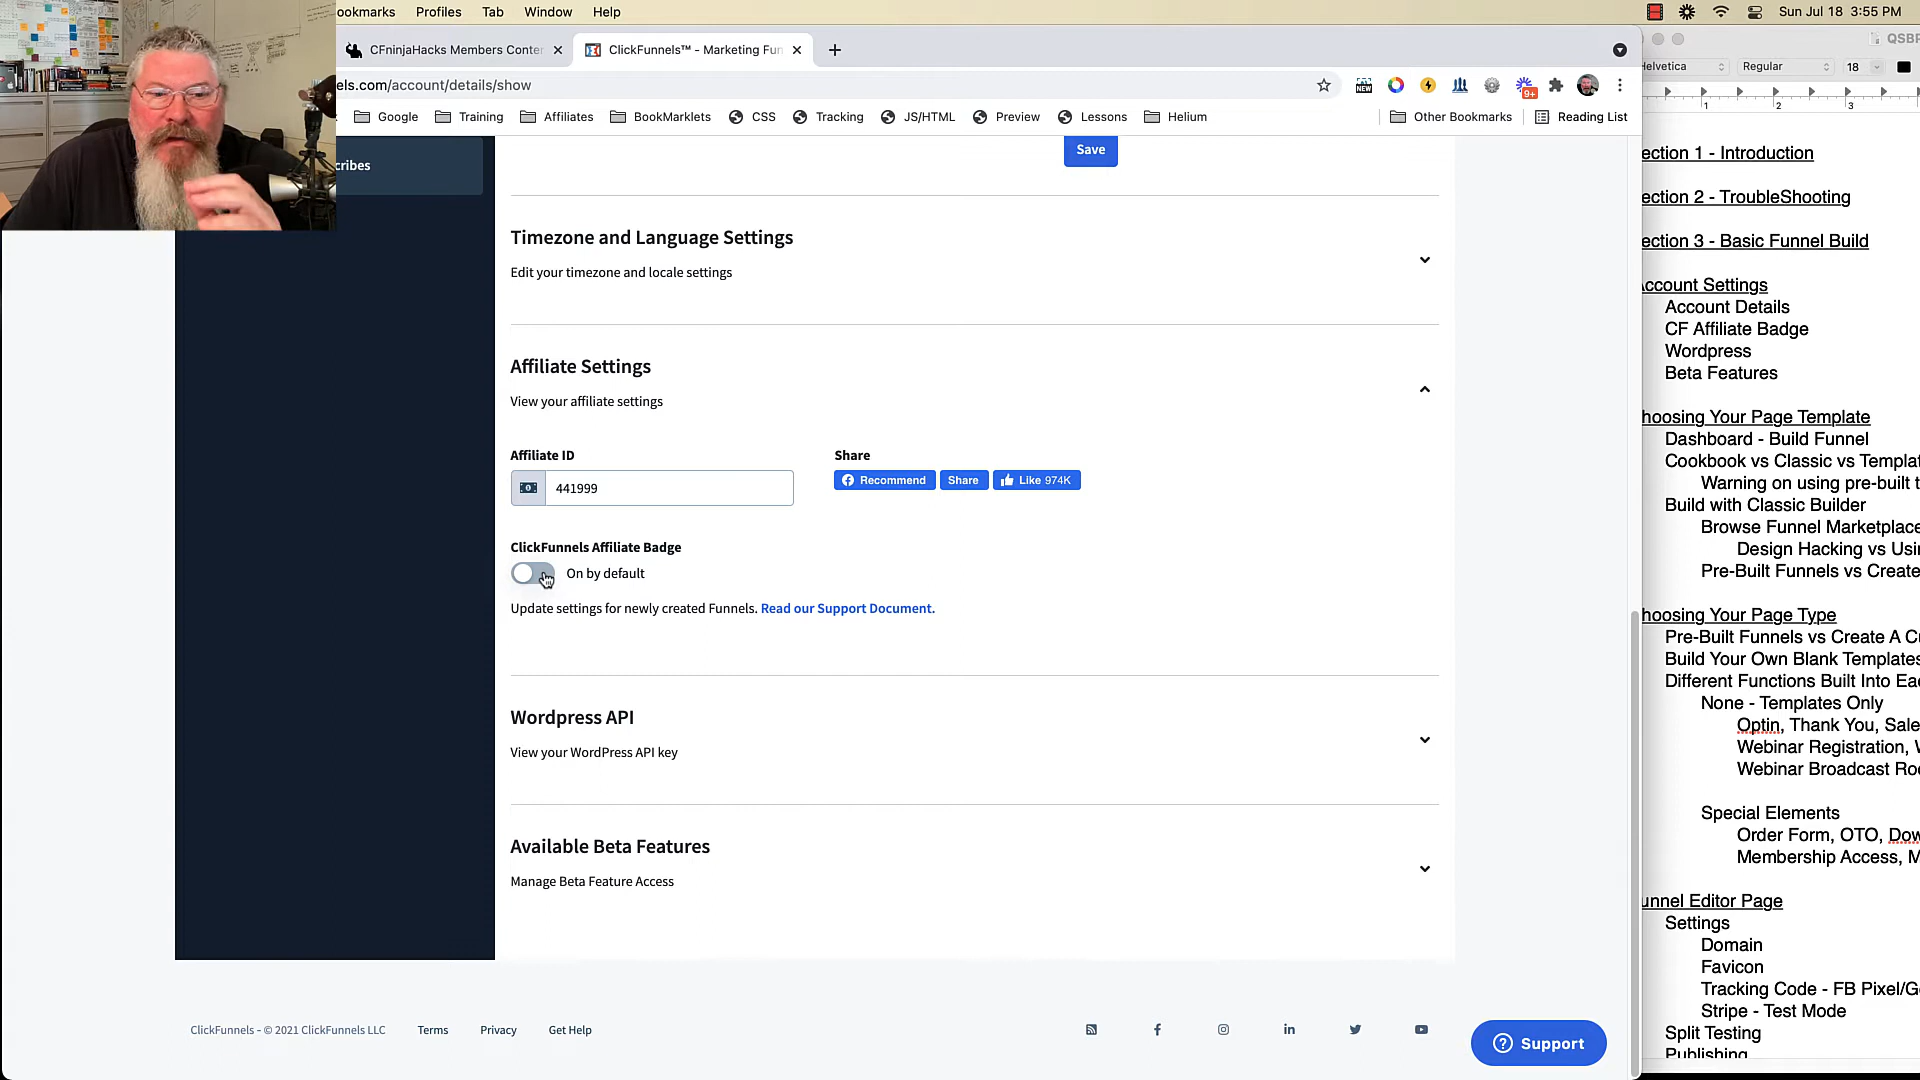 ookmarks Profiles Tab Window Help
Sun Jul 18 3:55 PM
CFninjaHacks Members Conter
ClickFunnels™ - Marketing Fun
els.com/account/details/show
NEW
9+
Google Training Affiliates BookMarklets CSS Tracking JS/HTML Preview Lessons Helium Other Bookmarks Reading List
cribes
Save
Timezone and Language Settings
Edit your timezone and locale settings
Affiliate Settings
View your affiliate settings
Affiliate ID
441999
Share
Recommend Share Like 974K
ClickFunnels Affiliate Badge
On by default
Update settings for newly created Funnels. Read our Support Document.
Wordpress API
View your WordPress API key
Available Beta Features
Manage Beta Feature Access
ClickFunnels - © 2021 ClickFunnels LLC Terms Privacy Get Help
Support
QSBP
Helvetica Regular 18
1 2 3
ection 1 - Introduction
ection 2 - TroubleShooting
ection 3 - Basic Funnel Build
Account Settings
Account Details
CF Affiliate Badge
Wordpress
Beta Features
hoosing Your Page Template
Dashboard - Build Funnel
Cookbook vs Classic vs Templat
Warning on using pre-built t
Build with Classic Builder
Browse Funnel Marketplace
Design Hacking vs Usi
Pre-Built Funnels vs Create
hoosing Your Page Type
Pre-Built Funnels vs Create A Cu
Build Your Own Blank Templates
Different Functions Built Into Ea
None - Templates Only
Optin, Thank You, Sale
Webinar Registration, W
Webinar Broadcast Roo
Special Elements
Order Form, OTO, Dow
Membership Access, M
unnel Editor Page
Settings
Domain
Favicon
Tracking Code - FB Pixel/Go
Stripe - Test Mode
Split Testing
Publishing